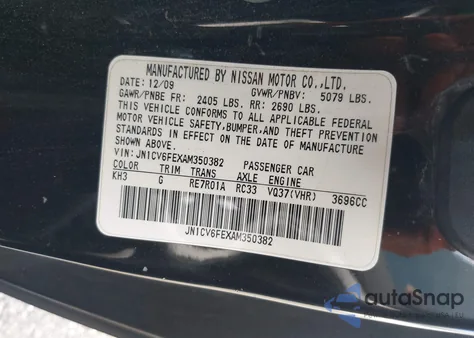 MANUFACTURED BY NISSAN MOTOR CO.,LTD.
DATE: 12/09 GVWR/PNBV: 5079 LBS.
GAWR/PNBE FR: 2405 LBS. RR: 2690 LBS.
THIS VEHICLE CONFORMS TO ALL APPLICABLE FEDERAL
MOTOR VEHICLE SAFETY, BUMPER, AND THEFT PREVENTION
STANDARDS IN EFFECT ON THE DATE OF MANUFACTURE
SHOWN ABOVE.
VIN: JN1CV6FEXAM350382 PASSENGER CAR
COLOR TRIM TRANS AXLE ENGINE
KH3 G RE7R01A RC33 VQ37(VHR) 3696CC
JN1CV6FEXAM350382
autoSnap